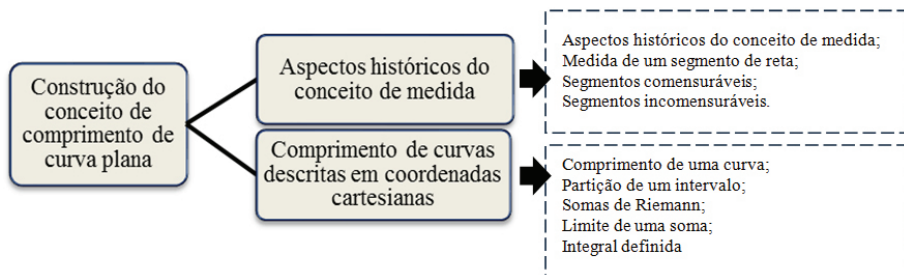 Construção do
conceito de
comprimento de
curva plana
Aspectos históricos do
conceito de medida
Aspectos históricos do conceito de medida;
Medida de um segmento de reta;
Segmentos comensuráveis;
Segmentos incomensuráveis.
Comprimento de curvas
descritas em coordenadas
cartesianas
Comprimento de uma curva;
Partição de um intervalo;
Somas de Riemann;
Limite de uma soma;
Integral definida